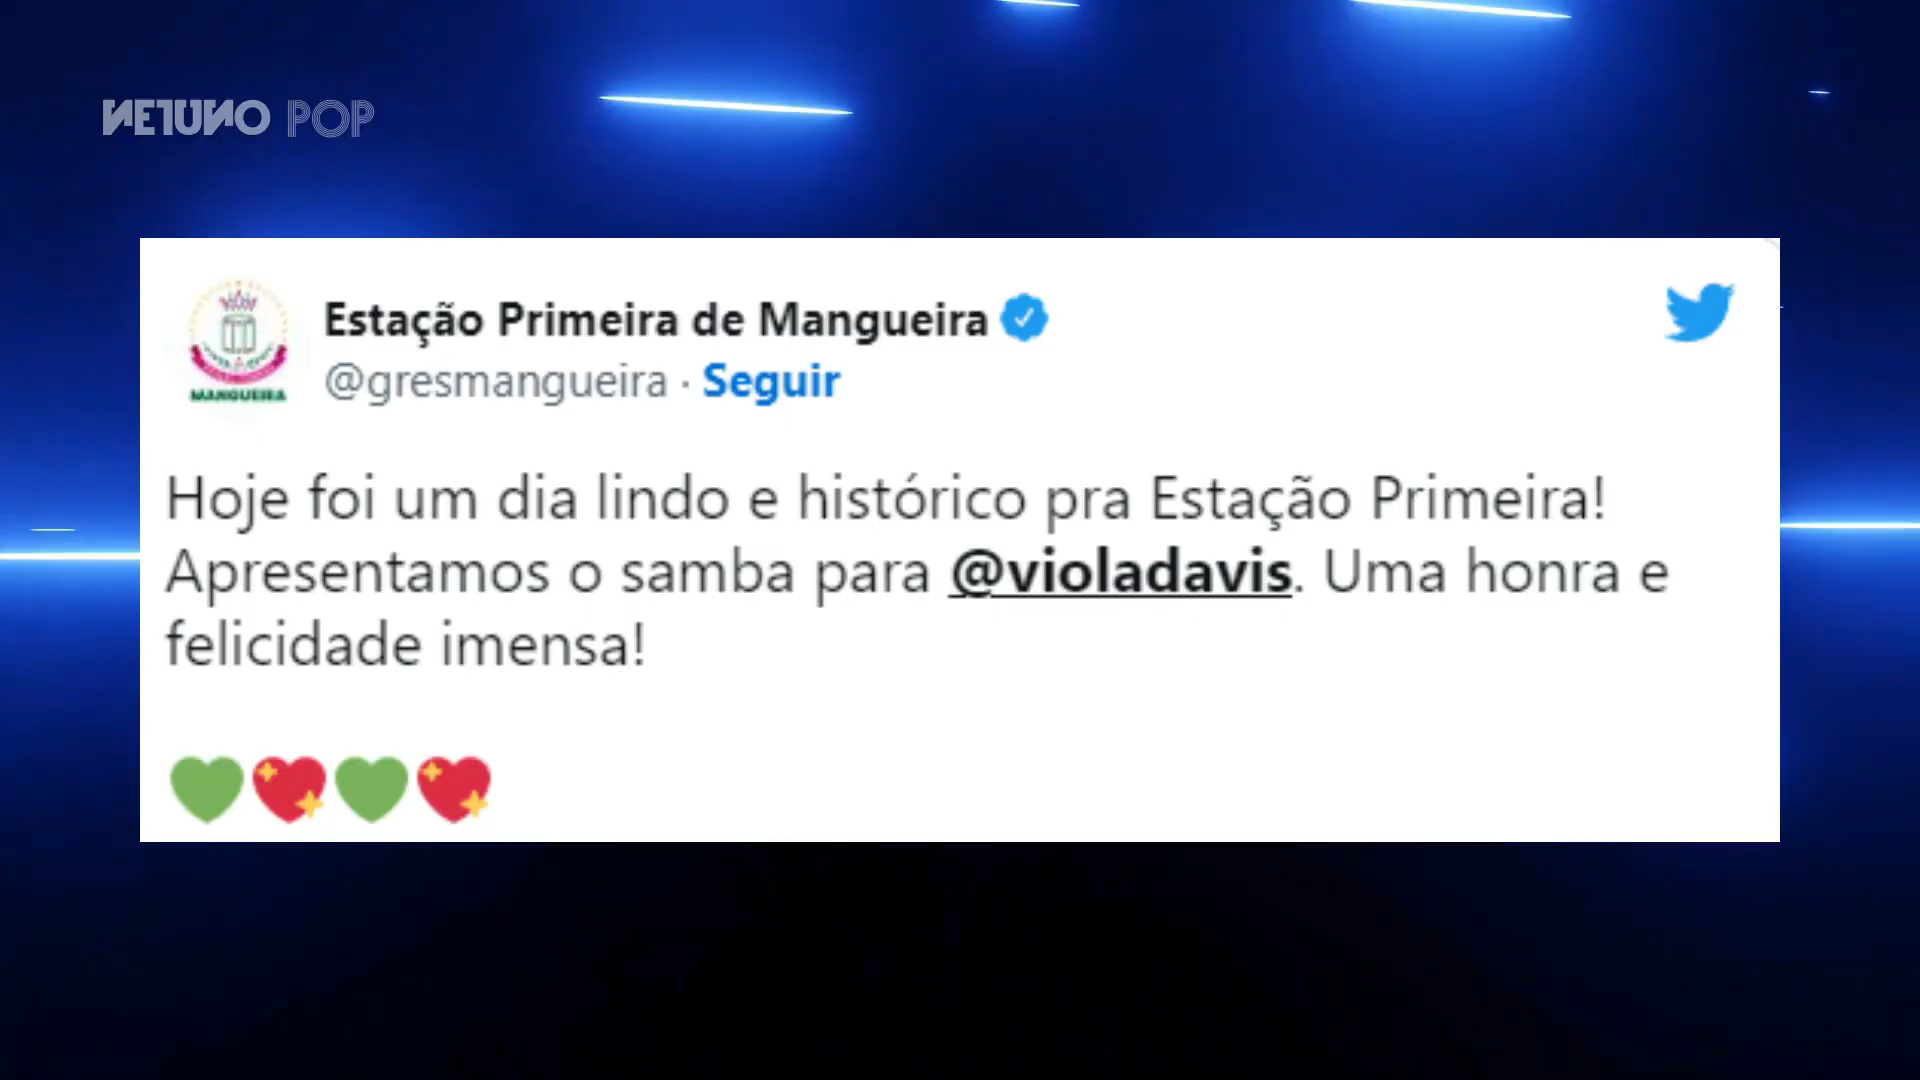 NETUNO POP
Estação Primeira de Mangueira
@gresmangueira · Seguir
MANGUEIRA
Hoje foi um dia lindo e histórico pra Estação Primeira!
Apresentamos o samba para @violadavis. Uma honra e
felicidade imensa!
💚💖💚💖